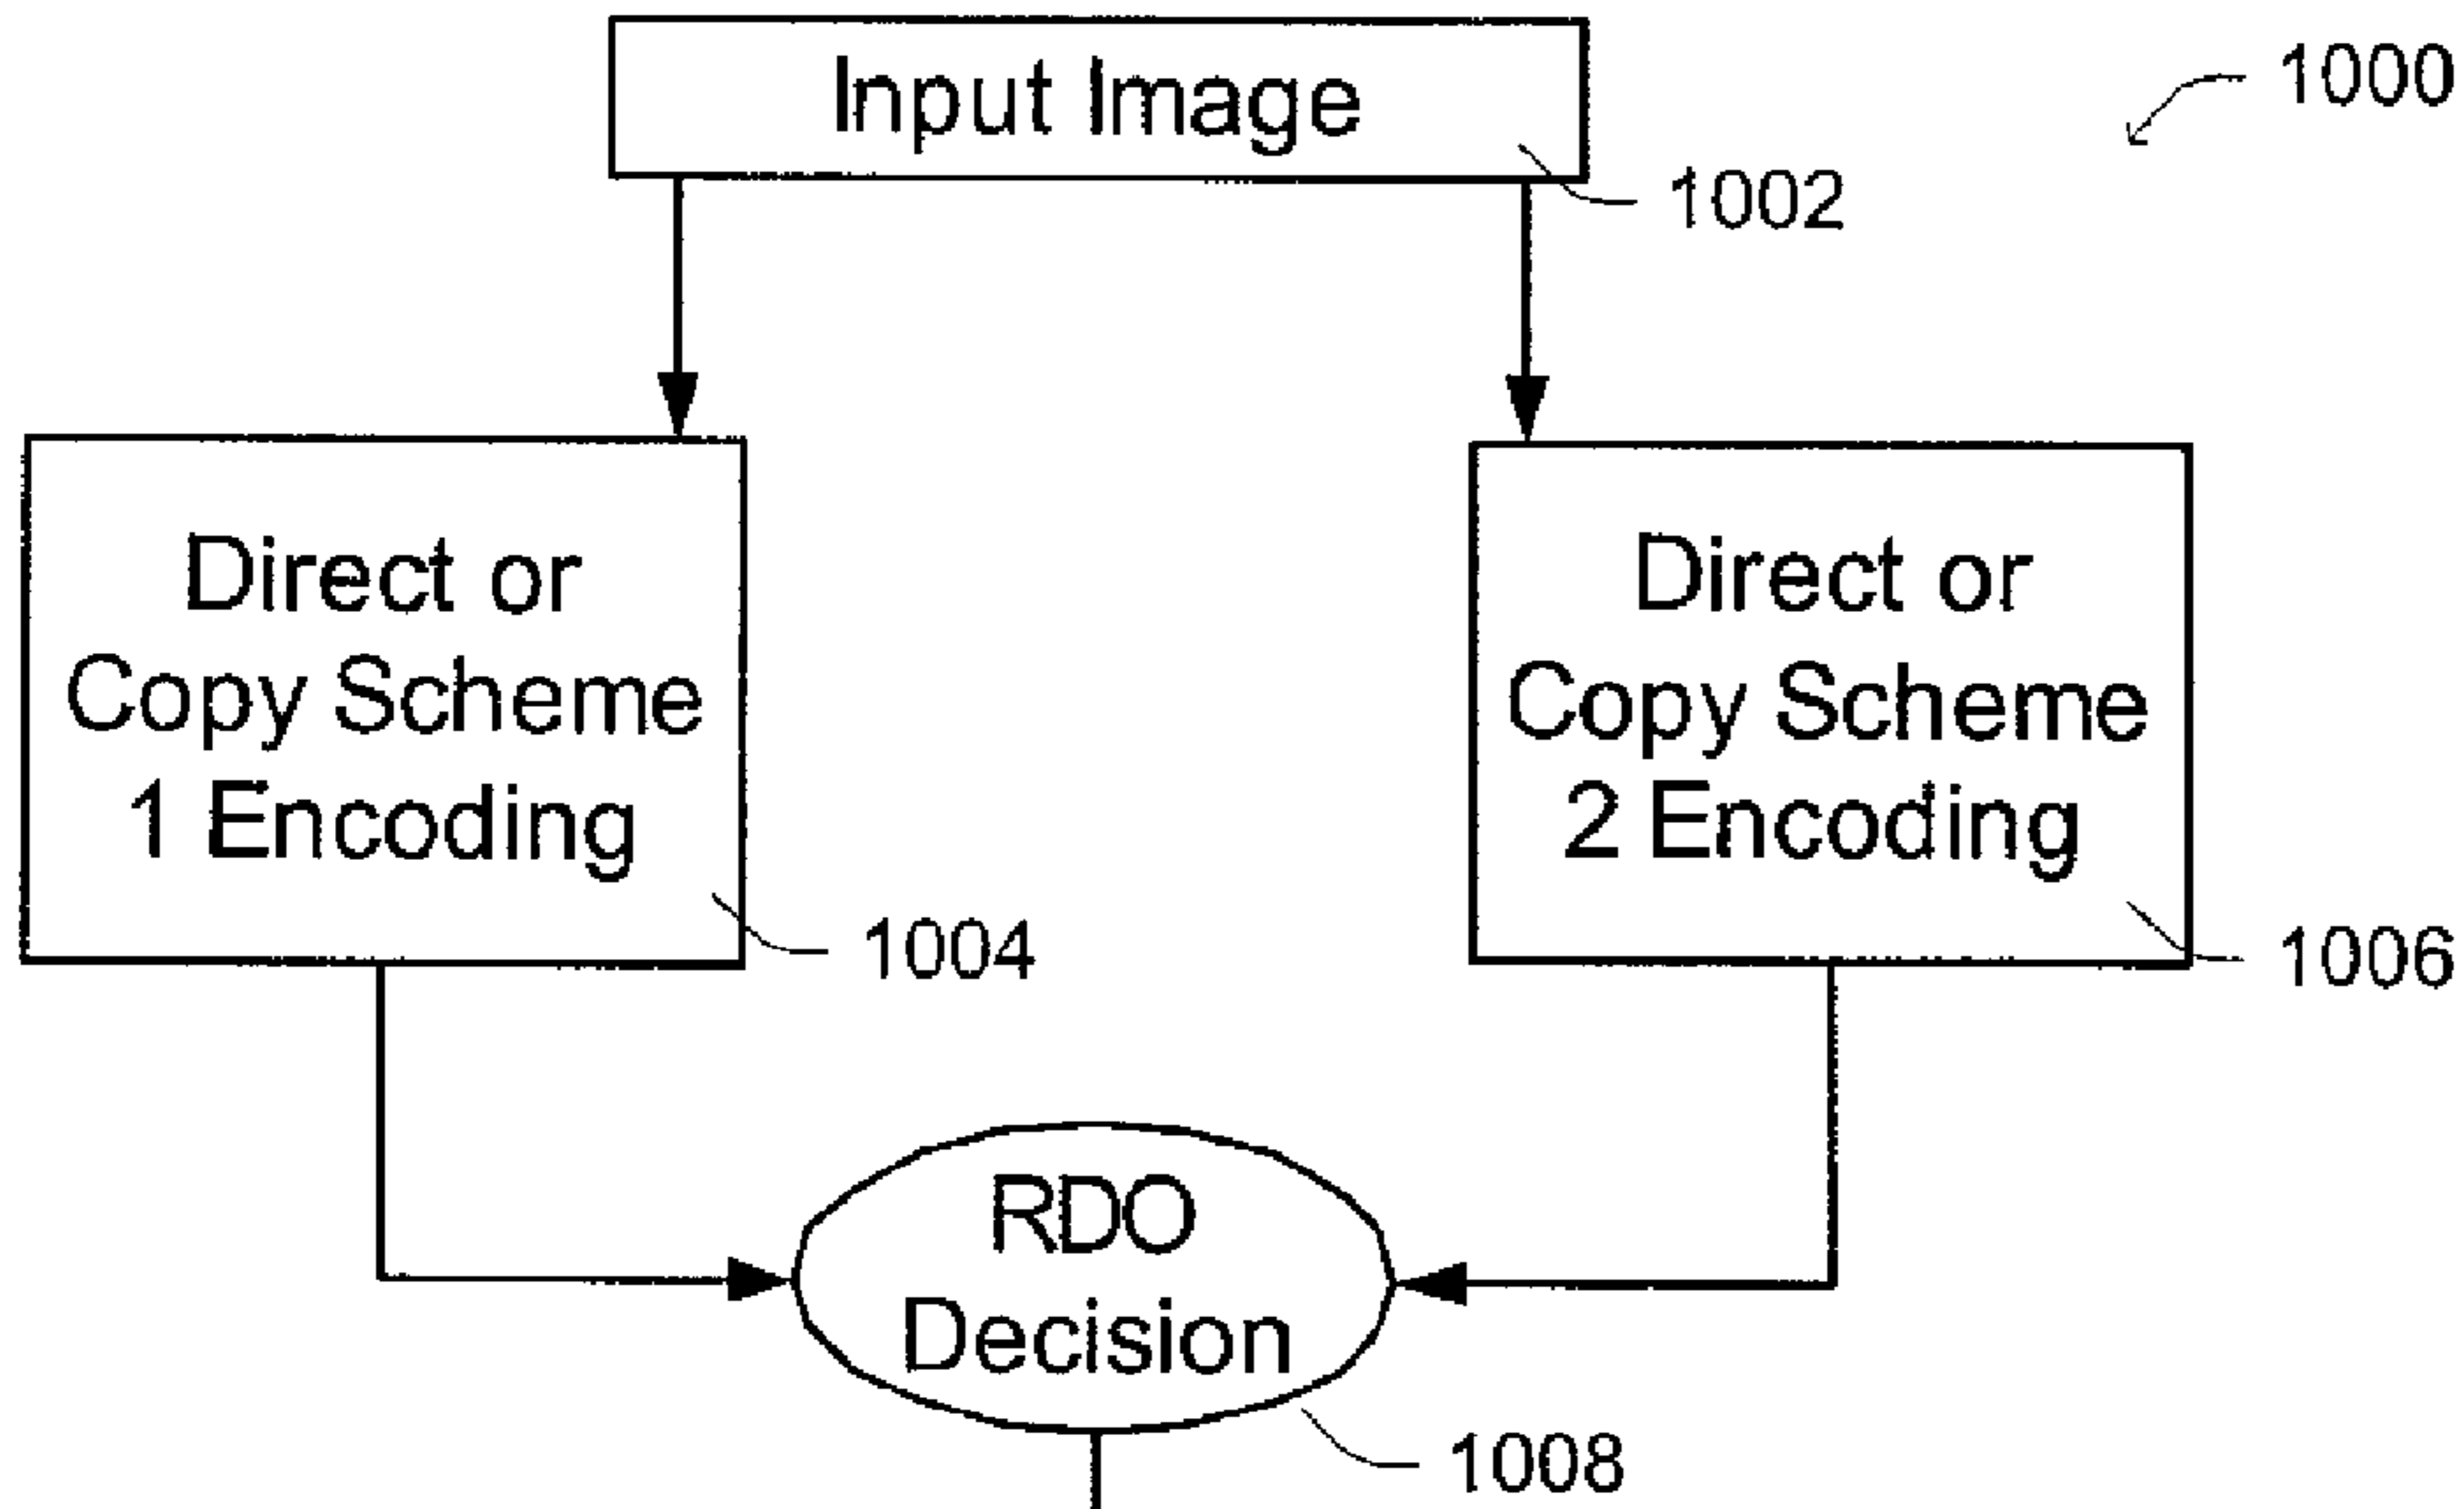 Input Image
1000
1002
Direct or
Copy Scheme
1 Encoding
1004
Direct or
Copy Scheme
2 Encoding
1006
RDO
Decision
1008